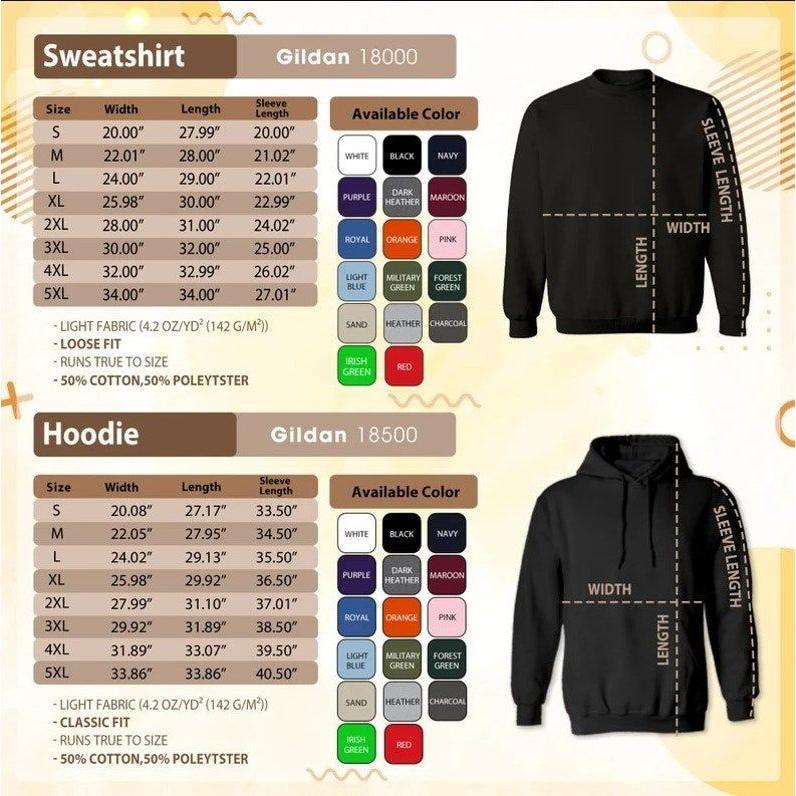 Sweatshirt Gildan 18000
Size Width Length Sleeve Length
S 20.00” 27.99” 20.00”
M 22.01” 28.00” 21.02”
L 24.00” 29.00” 22.01”
XL 25.98” 30.00” 22.99”
2XL 28.00” 31.00” 24.02”
3XL 30.00” 32.00” 25.00”
4XL 32.00” 32.99” 26.02”
5XL 34.00” 34.00” 27.01”
- LIGHT FABRIC (4.2 OZ/YD² (142 G/M²))
- LOOSE FIT
- RUNS TRUE TO SIZE
- 50% COTTON,50% POLEYTSTER
Available Color
WHITE BLACK NAVY
PURPLE DARK HEATHER MAROON
ROYAL ORANGE PINK
LIGHT BLUE MILITARY GREEN FOREST GREEN
SAND HEATHER CHARCOAL
IRISH GREEN RED
SLEEVE LENGTH
WIDTH
LENGTH
Hoodie Gildan 18500
Size Width Length Sleeve Length
S 20.08” 27.17” 33.50”
M 22.05” 27.95” 34.50”
L 24.02” 29.13” 35.50”
XL 25.98” 29.92” 36.50”
2XL 27.99” 31.10” 37.01”
3XL 29.92” 31.89” 38.50”
4XL 31.89” 33.07” 39.50”
5XL 33.86” 33.86” 40.50”
- LIGHT FABRIC (4.2 OZ/YD² (142 G/M²))
- CLASSIC FIT
- RUNS TRUE TO SIZE
- 50% COTTON,50% POLEYTSTER
Available Color
WHITE BLACK NAVY
PURPLE DARK HEATHER MAROON
ROYAL ORANGE PINK
LIGHT BLUE MILITARY GREEN FOREST GREEN
SAND HEATHER CHARCOAL
IRISH GREEN RED
SLEEVE LENGTH
WIDTH
LENGTH